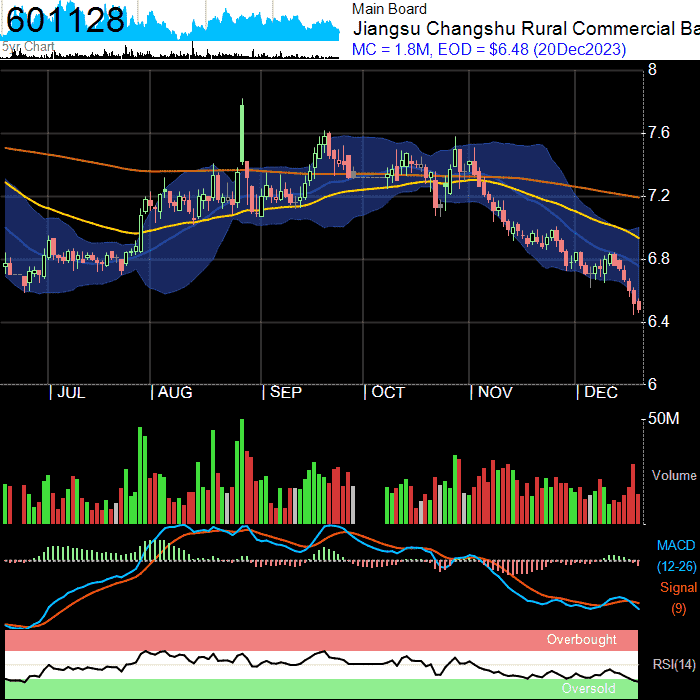 601128
5yr Chart
Main Board
Jiangsu Changshu Rural Commercial Ba
MC = 1.8M, EOD = $6.48 (20Dec2023)
8
7.6
7.2
6.8
6.4
6
| JUL | AUG | SEP | OCT | NOV | DEC
50M
Volume
MACD
(12-26)
Signal
(9)
Overbought
RSI(14)
Oversold